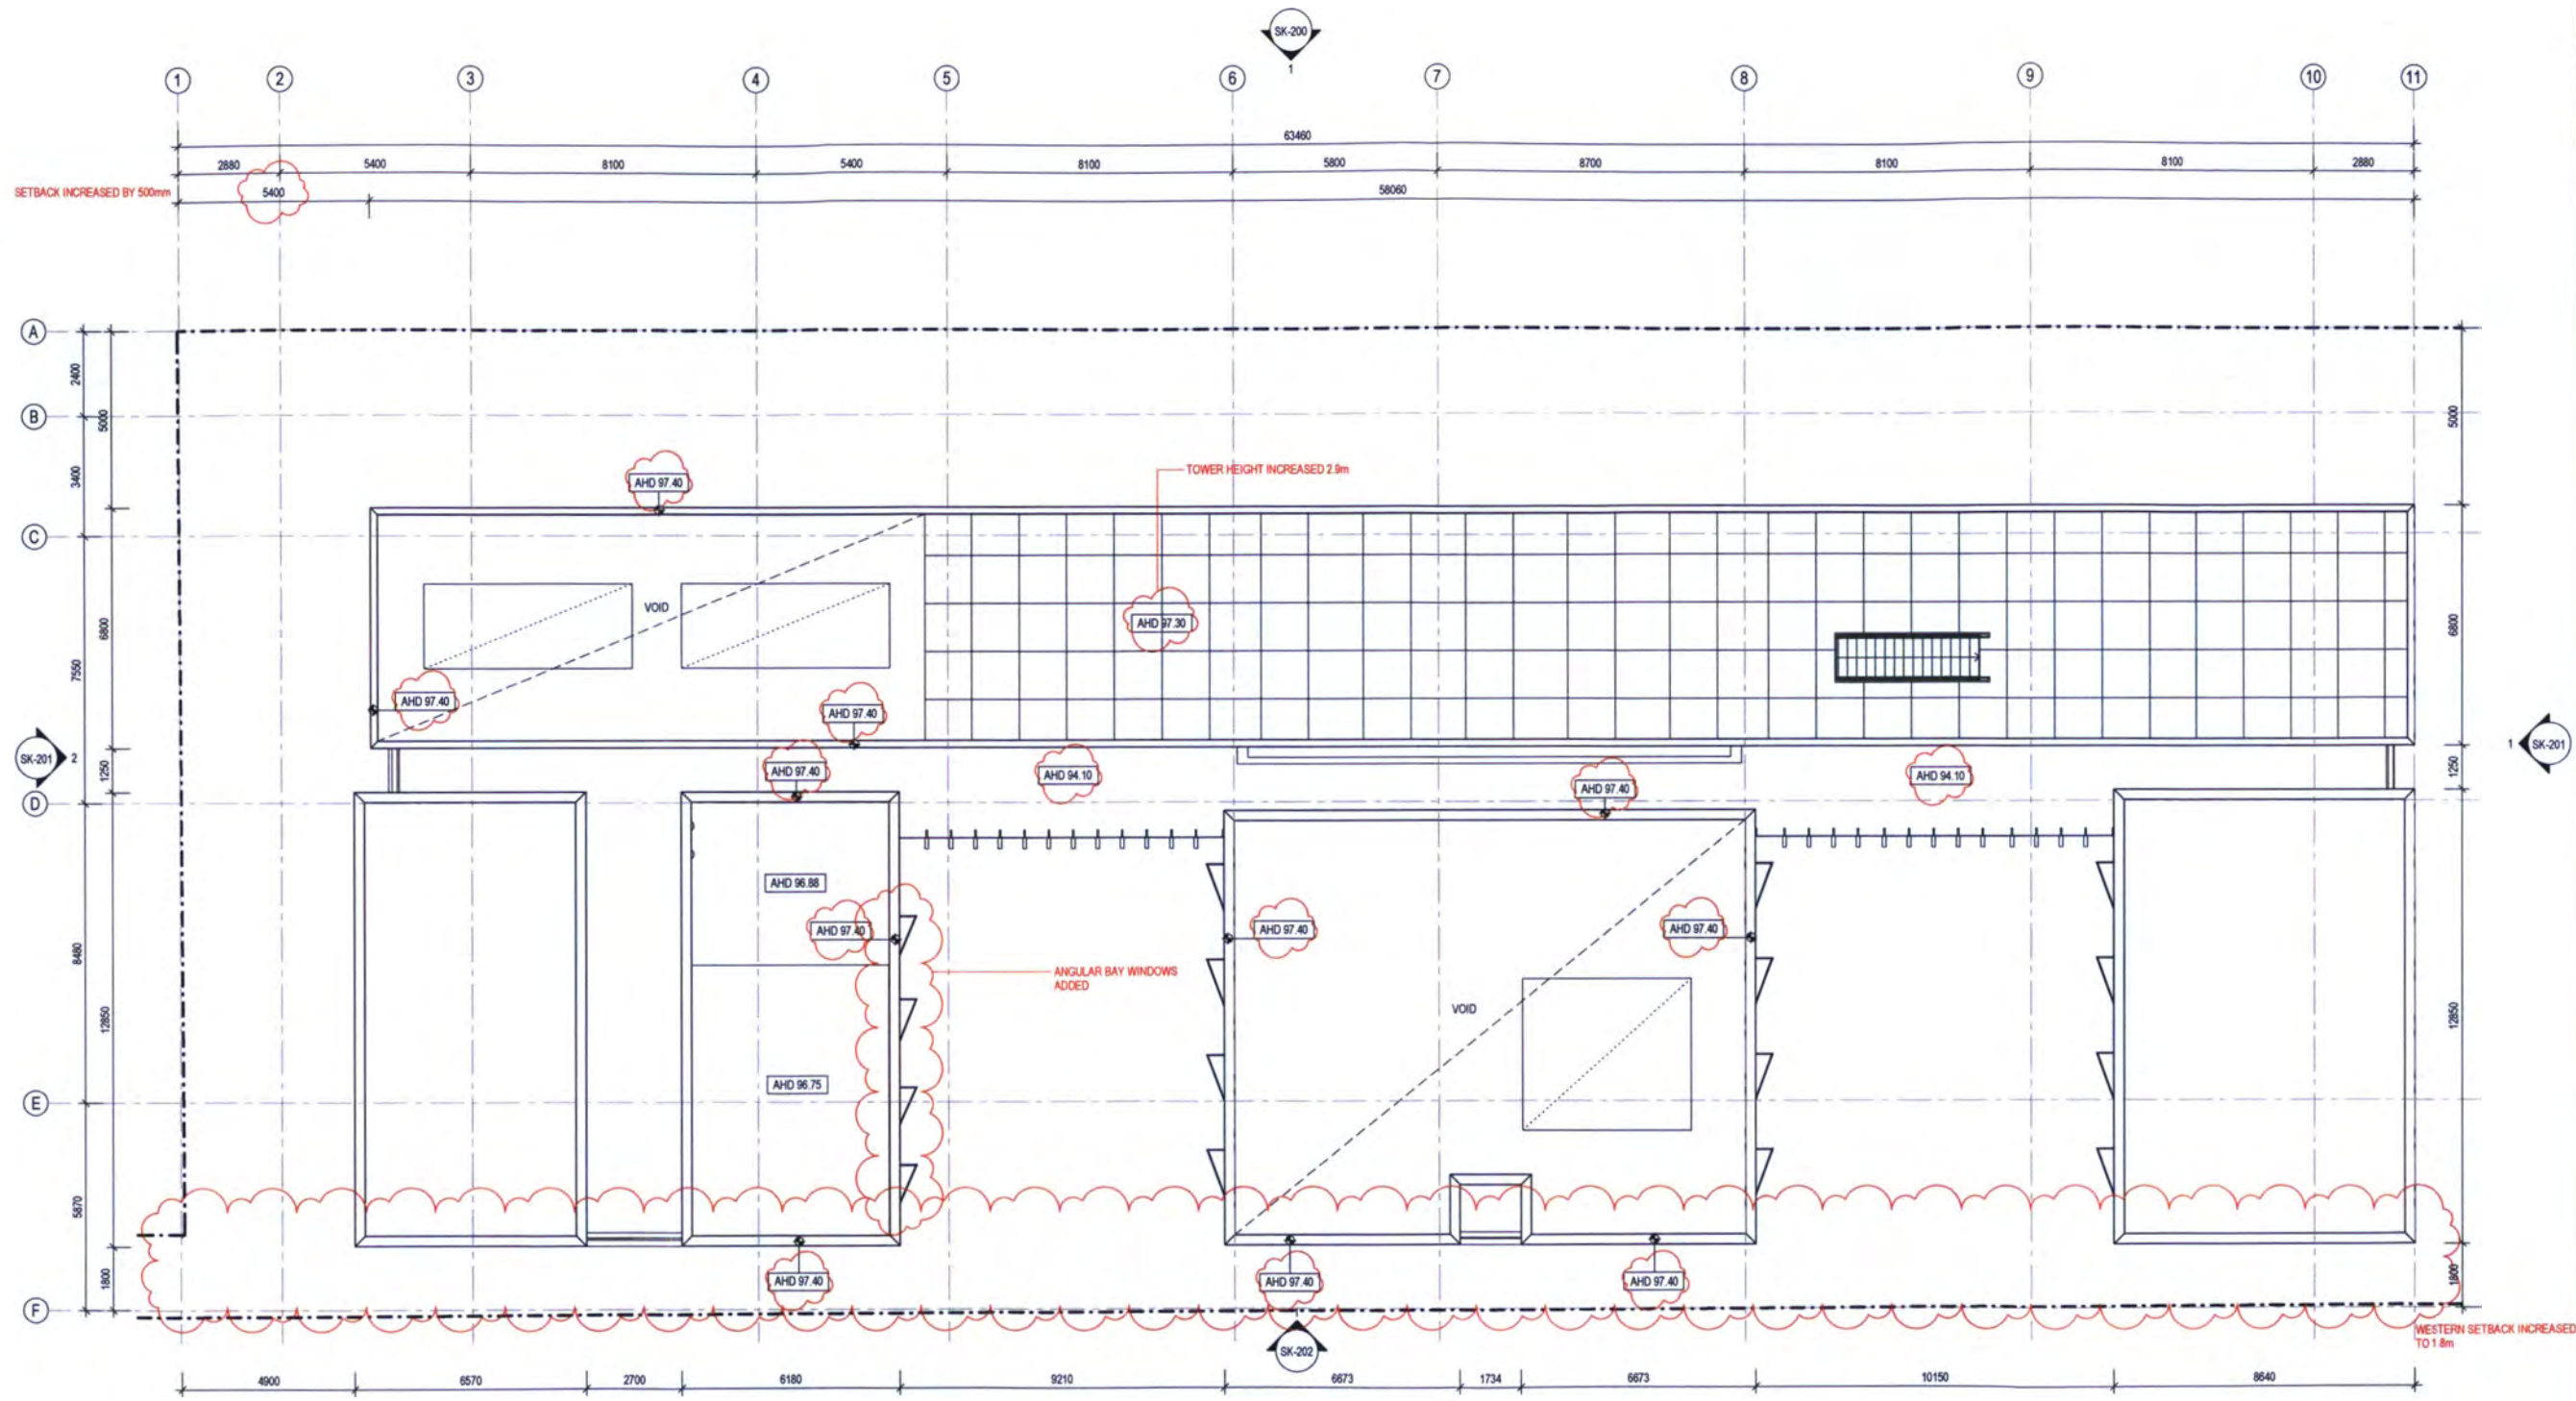 SK-200
1
1 2 3 4 5 6 7 8 9 10 11
63460
2880 5400 8100 5400 8100 5800 8700 8100 8100 2880
SETBACK INCREASED BY 500mm
5400
58060
A
2400
B
5000
5000
3400
AHD 97.40
TOWER HEIGHT INCREASED 2.9m
C
VOID
AHD 97.30
6800
6800
7550
AHD 97.40
AHD 97.40
SK-201
2
1
SK-201
1250
AHD 97.40
AHD 94.10
AHD 97.40
AHD 94.10
1250
D
AHD 96.88
AHD 97.40
AHD 97.40
AHD 97.40
8480
ANGULAR BAY WINDOWS
ADDED
VOID
12850
12850
AHD 96.75
E
5870
1800
AHD 97.40
AHD 97.40
AHD 97.40
1800
F
WESTERN SETBACK INCREASED
TO 1.8m
SK-202
4900 6570 2700 6180 9210 6673 1734 6673 10150 8640